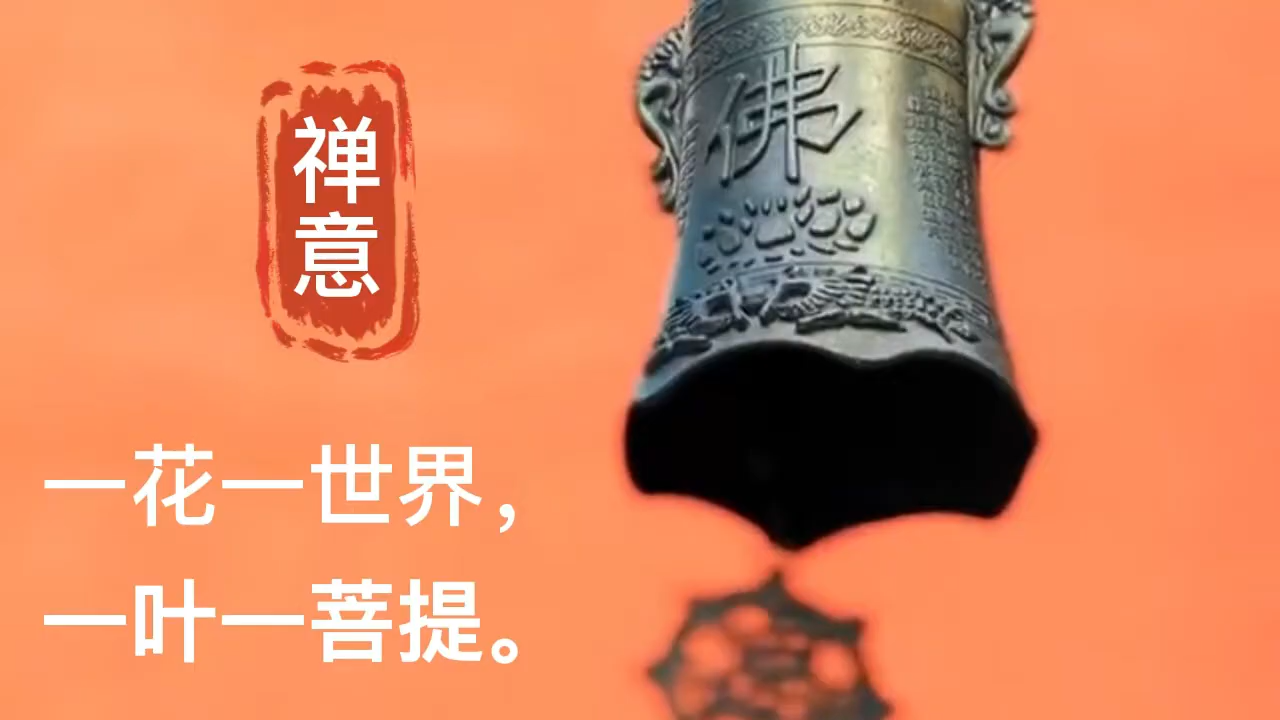 禅意
一花一世界，
一叶一菩提。
佛